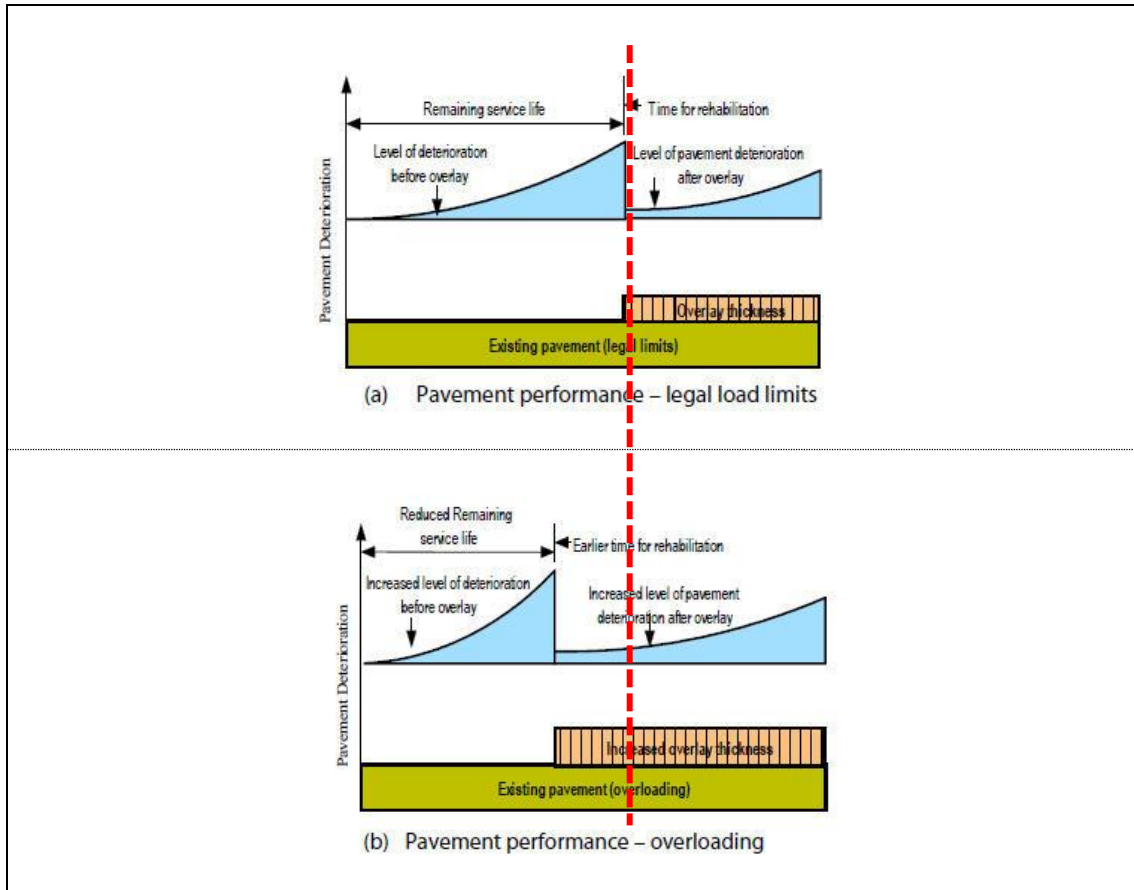 Remaining service life
Time for rehabilitation
Level of deterioration
before overlay
Level of pavement deterioration
after overlay
Pavement Deterioration
Overlay thickness
Existing pavement (legal limits)
(a) Pavement performance – legal load limits
Reduced Remaining
service life
Earlier time for rehabilitation
Increased level of deterioration
before overlay
Increased level of pavement
deterioration after overlay
Pavement Deterioration
Increased overlay thickness
Existing pavement (overloading)
(b) Pavement performance – overloading